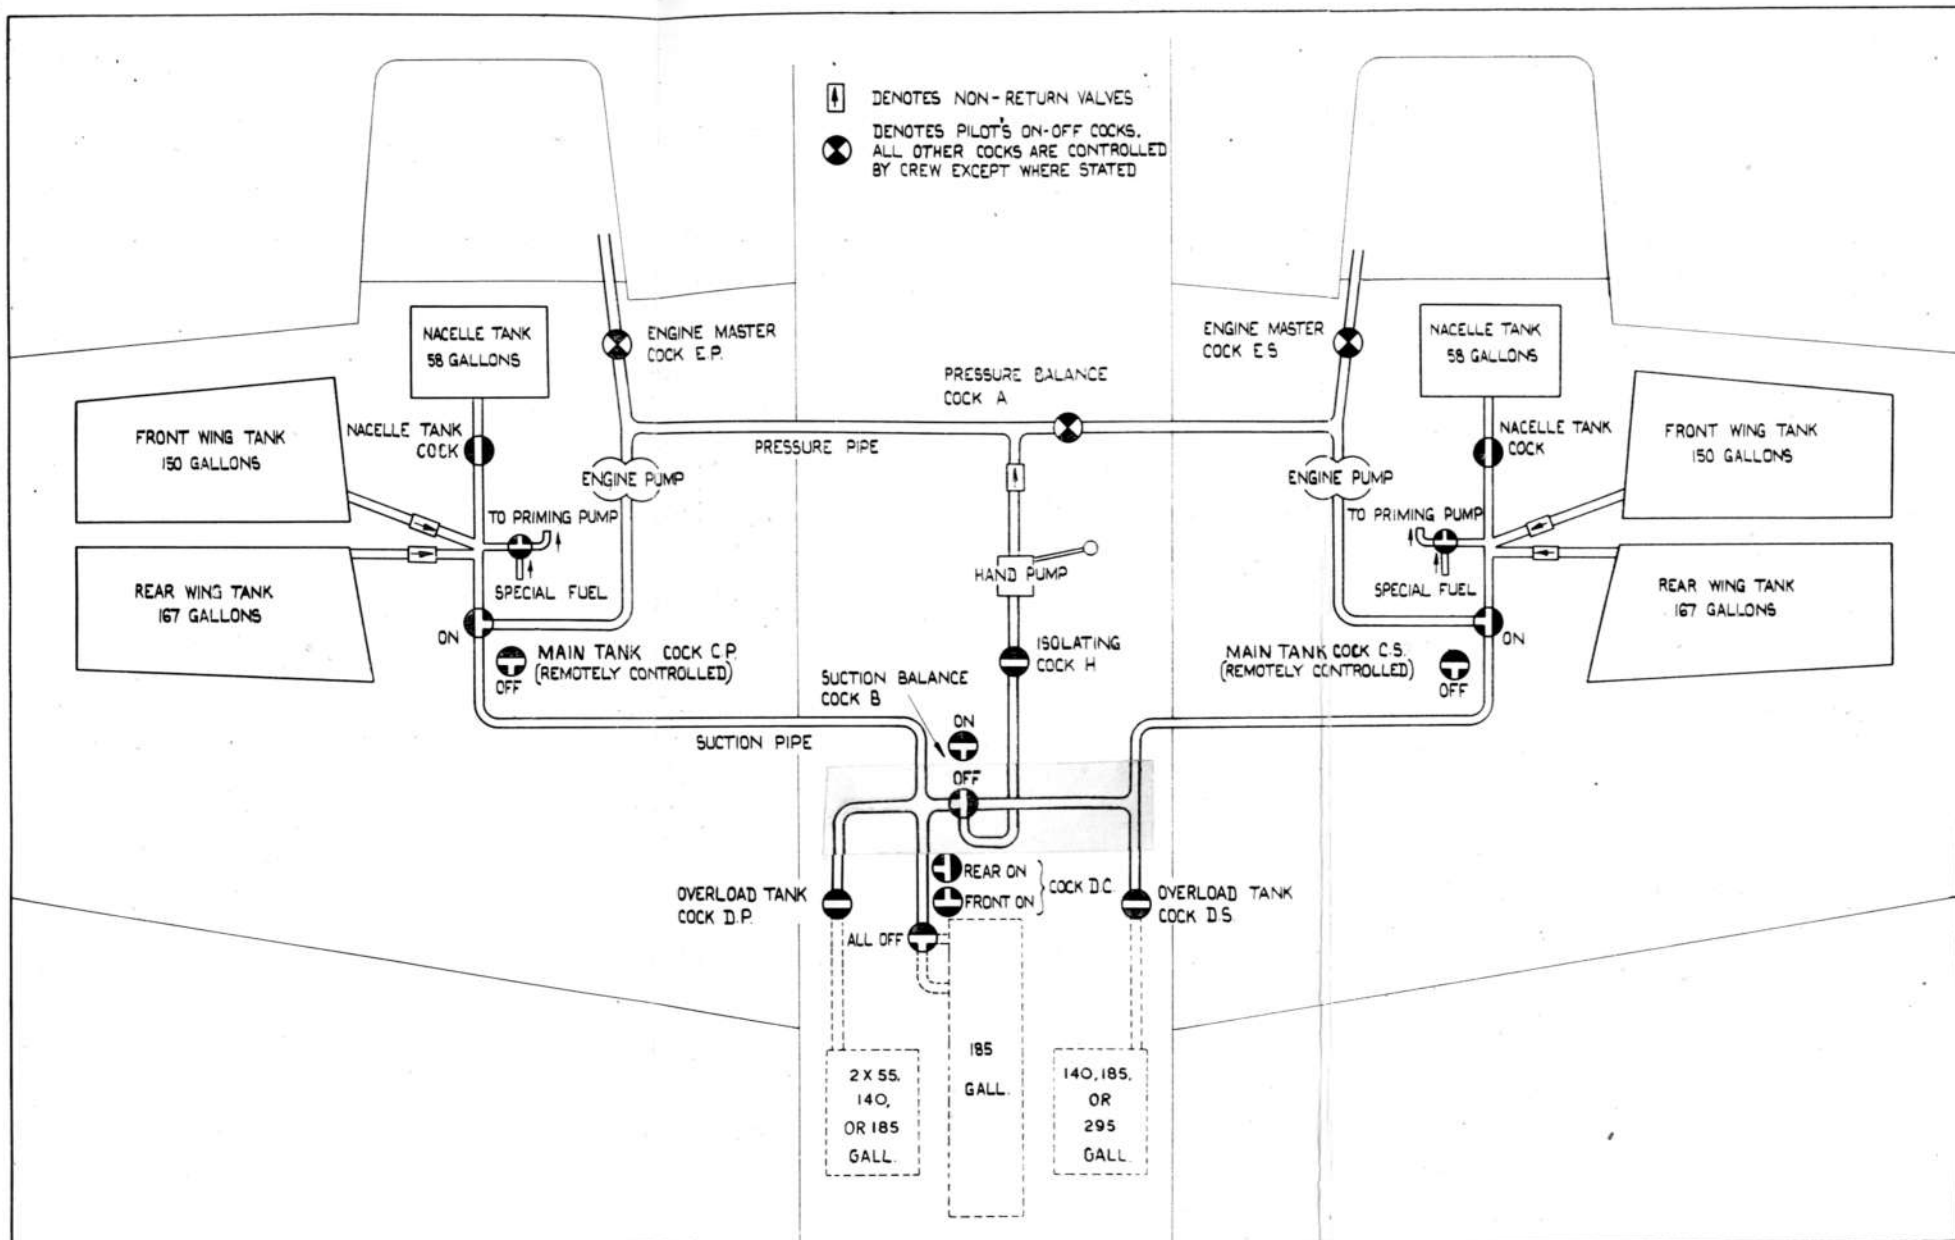 DENOTES NON-RETURN VALVES
DENOTES PILOT'S ON-OFF COCKS.
ALL OTHER COCKS ARE CONTROLLED
BY CREW EXCEPT WHERE STATED
NACELLE TANK
58 GALLONS
ENGINE MASTER
COCK E.P.
ENGINE MASTER
COCK E.S
NACELLE TANK
58 GALLONS
PRESSURE BALANCE
COCK A
FRONT WING TANK
150 GALLONS
NACELLE TANK
COCK
PRESSURE PIPE
NACELLE TANK
COCK
FRONT WING TANK
150 GALLONS
ENGINE PUMP
ENGINE PUMP
TO PRIMING PUMP
TO PRIMING PUMP
HAND PUMP
REAR WING TANK
167 GALLONS
SPECIAL FUEL
SPECIAL FUEL
REAR WING TANK
167 GALLONS
ON
ON
MAIN TANK COCK C.P.
(REMOTELY CONTROLLED)
OFF
ISOLATING
COCK H
MAIN TANK COCK C.S.
(REMOTELY CONTROLLED)
OFF
SUCTION BALANCE
COCK B
ON
SUCTION PIPE
OFF
REAR ON
FRONT ON
COCK D.C.
OVERLOAD TANK
COCK D.P.
OVERLOAD TANK
COCK D.S.
ALL OFF
2 X 55,
140,
OR 185
GALL.
185
GALL.
140, 185,
OR
295
GALL.